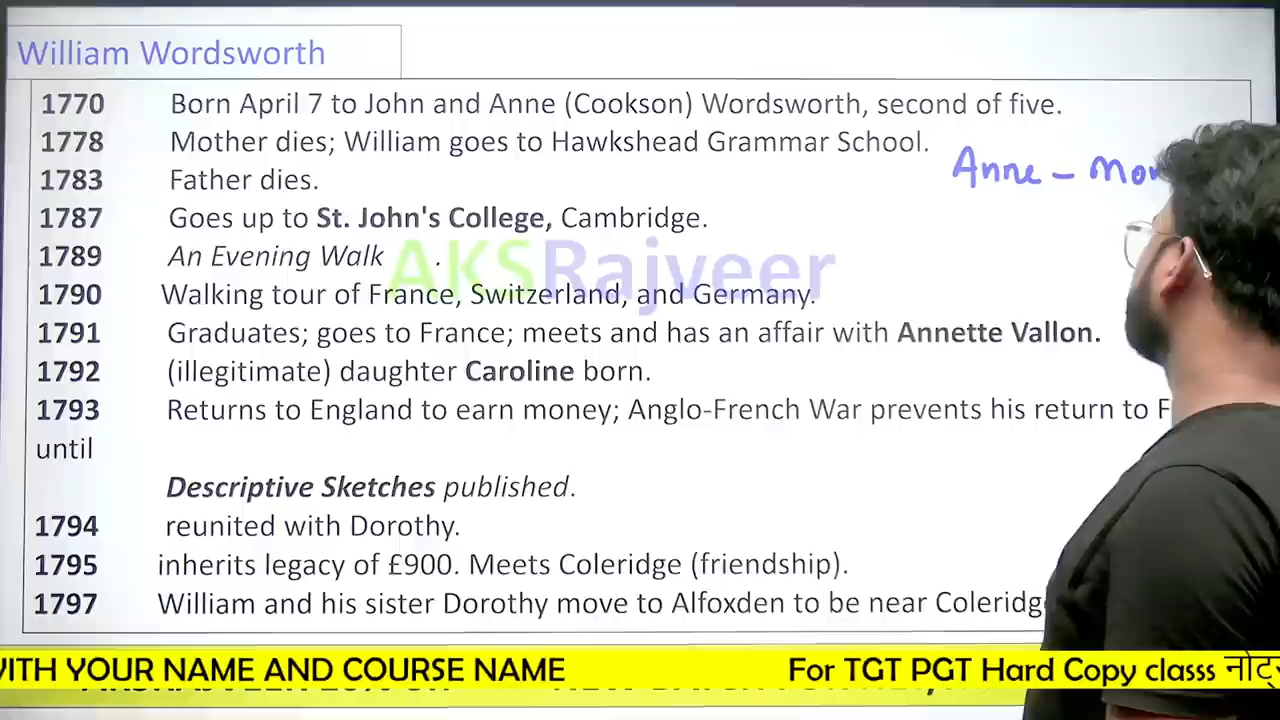 William Wordsworth
1770 Born April 7 to John and Anne (Cookson) Wordsworth, second of five.
1778 Mother dies; William goes to Hawkshead Grammar School.
Anne –
1783 Father dies.
1787 Goes up to St. John's College, Cambridge.
1789 An Evening Walk .
AKSRajveer
1790 Walking tour of France, Switzerland, and Germany.
1791 Graduates; goes to France; meets and has an affair with Annette Vallon.
1792 (illegitimate) daughter Caroline born.
1793 Returns to England to earn money; Anglo-French War prevents his return to F
until
Descriptive Sketches published.
1794 reunited with Dorothy.
1795 inherits legacy of £900. Meets Coleridge (friendship).
1797 William and his sister Dorothy move to Alfoxden to be near Coleridg
WITH YOUR NAME AND COURSE NAME For TGT PGT Hard Copy classs